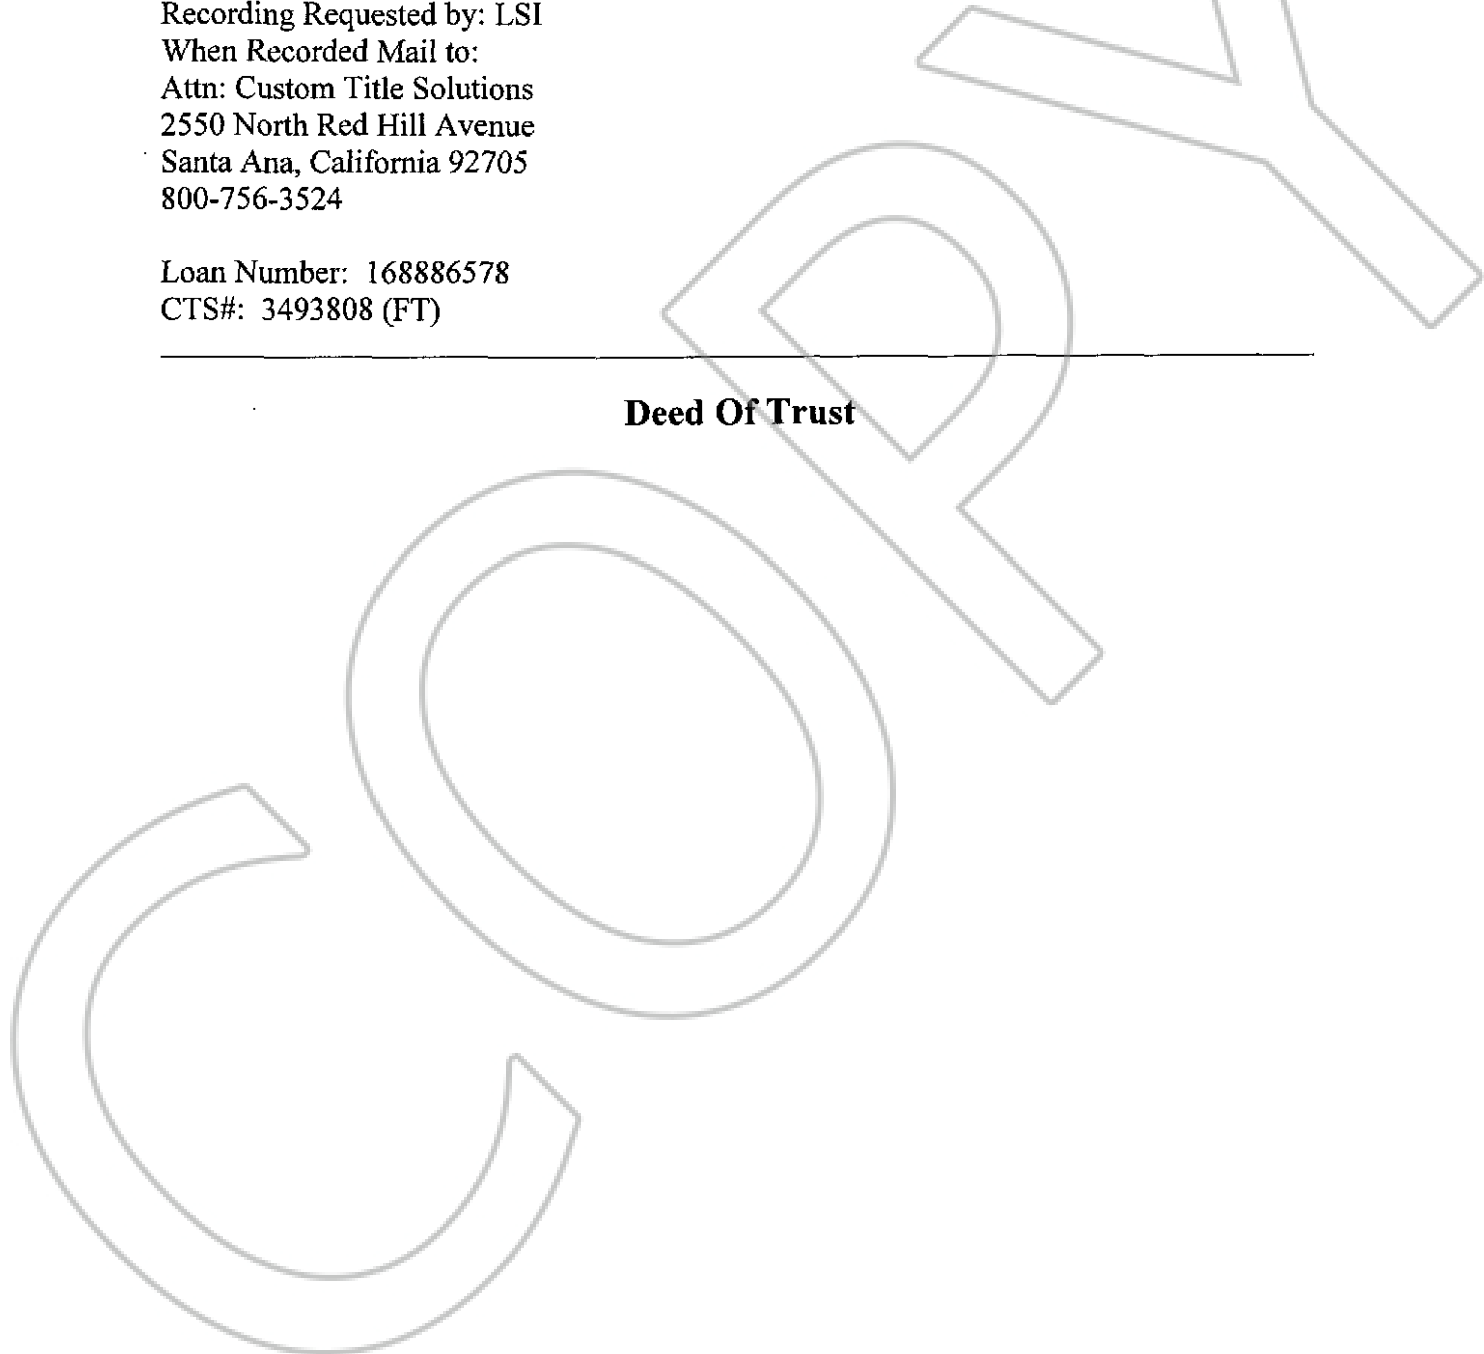 Recording Requested by: LSI
When Recorded Mail to:
Attn: Custom Title Solutions
2550 North Red Hill Avenue
Santa Ana, California 92705
800-756-3524
Loan Number: 168886578
CTS#: 3493808 (FT)
Deed Of Trust
COPY